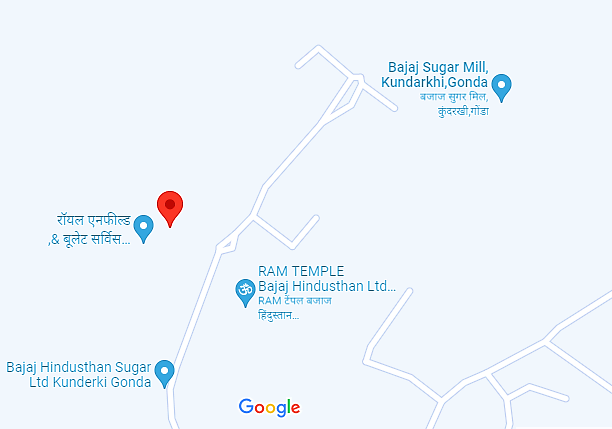 Bajaj Sugar Mill,
Kundarkhi,Gonda
बजाज सुगर मिल,
कुंदरखी,गोंडा
रॉयल एनफील्ड
,& बूलेट सर्विस...
RAM TEMPLE
Bajaj Hindusthan Ltd...
RAM टेंपल बजाज
हिंदुस्तान...
Bajaj Hindusthan Sugar
Ltd Kunderki Gonda
Google